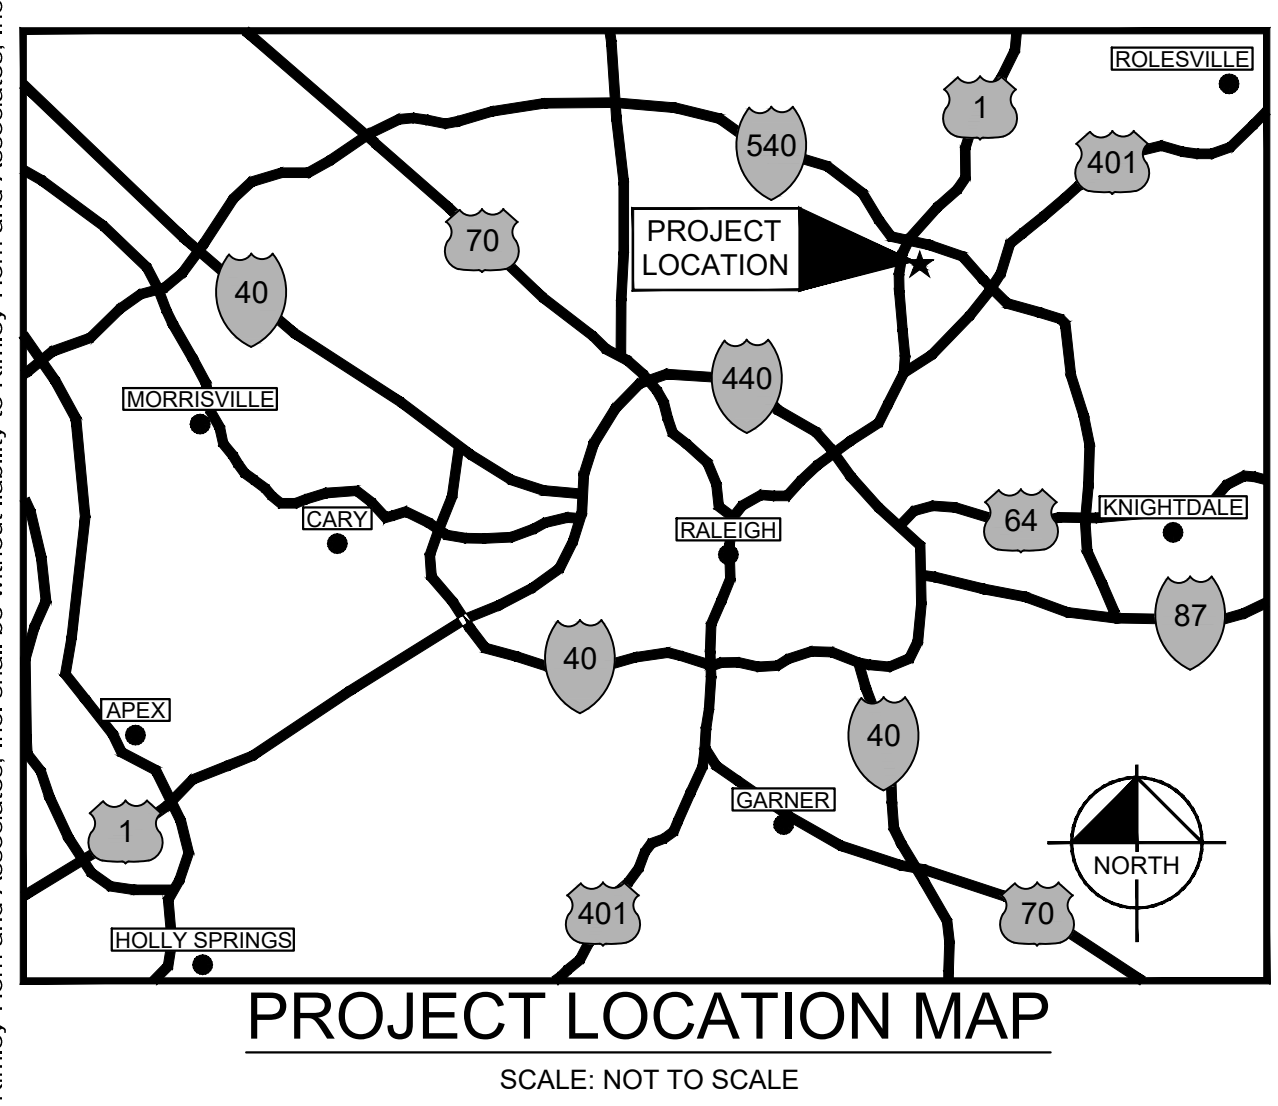 ROLESVILLE
1
540
401
PROJECT
LOCATION
70
40
440
MORRISVILLE
KNIGHTDALE
64
CARY
RALEIGH
87
40
APEX
40
GARNER
1
NORTH
401
70
HOLLY SPRINGS
PROJECT LOCATION MAP
SCALE: NOT TO SCALE